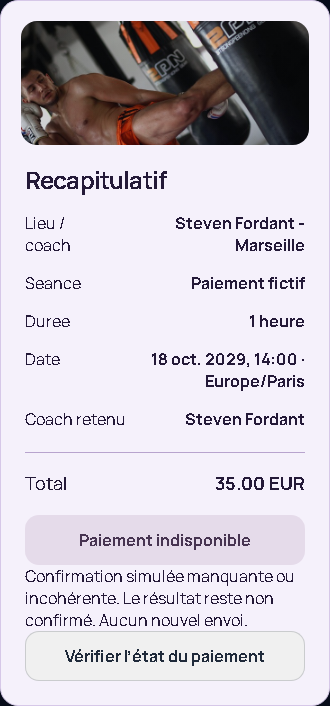 Recapitulatif
Lieu / coach
Steven Fordant - Marseille
Seance
Paiement fictif
Duree
1 heure
Date
18 oct. 2029, 14:00 · Europe/Paris
Coach retenu
Steven Fordant
Total
35.00 EUR
Paiement indisponible
Confirmation simulée manquante ou
incohérente. Le résultat reste non
confirmé. Aucun nouvel envoi.
Vérifier l'état du paiement